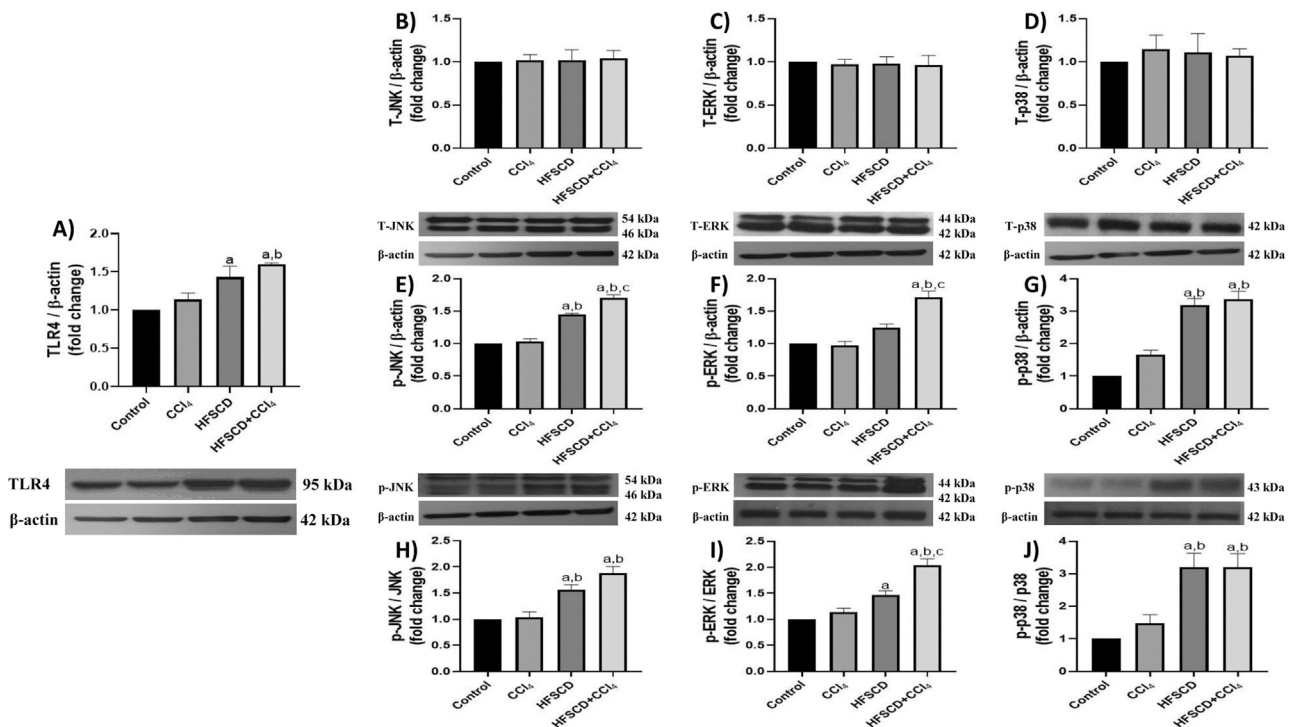 B)
T-JNK / β-actin
(fold change)
1.5
1.0
0.5
0.0
Control
CCl₄
HFSCD
HFSCD+CCl₄
T-JNK
54 kDa
46 kDa
β-actin
42 kDa
C)
T-ERK / β-actin
(fold change)
1.5
1.0
0.5
0.0
Control
CCl₄
HFSCD
HFSCD+CCl₄
T-ERK
44 kDa
42 kDa
β-actin
42 kDa
D)
T-p38 / β-actin
(fold change)
1.5
1.0
0.5
0.0
Control
CCl₄
HFSCD
HFSCD+CCl₄
T-p38
42 kDa
β-actin
42 kDa
A)
TLR4 / β-actin
(fold change)
2.0
1.5
1.0
0.5
0.0
a
a,b
Control
CCl₄
HFSCD
HFSCD+CCl₄
TLR4
95 kDa
β-actin
42 kDa
E)
p-JNK / β-actin
(fold change)
2.0
1.5
1.0
0.5
0.0
a,b
a,b,c
Control
CCl₄
HFSCD
HFSCD+CCl₄
p-JNK
54 kDa
46 kDa
β-actin
42 kDa
F)
p-ERK / β-actin
(fold change)
2.0
1.5
1.0
0.5
0.0
a,b,c
Control
CCl₄
HFSCD
HFSCD+CCl₄
p-ERK
44 kDa
42 kDa
β-actin
42 kDa
G)
p-p38 / β-actin
(fold change)
4
3
2
1
0
a,b
a,b
Control
CCl₄
HFSCD
HFSCD+CCl₄
p-p38
43 kDa
β-actin
42 kDa
H)
p-JNK / JNK
(fold change)
2.5
2.0
1.5
1.0
0.5
0.0
a,b
a,b
Control
CCl₄
HFSCD
HFSCD+CCl₄
I)
p-ERK / ERK
(fold change)
2.5
2.0
1.5
1.0
0.5
0.0
a
a,b,c
Control
CCl₄
HFSCD
HFSCD+CCl₄
J)
p-p38 / p38
(fold change)
4
3
2
1
0
a,b
a,b
Control
CCl₄
HFSCD
HFSCD+CCl₄